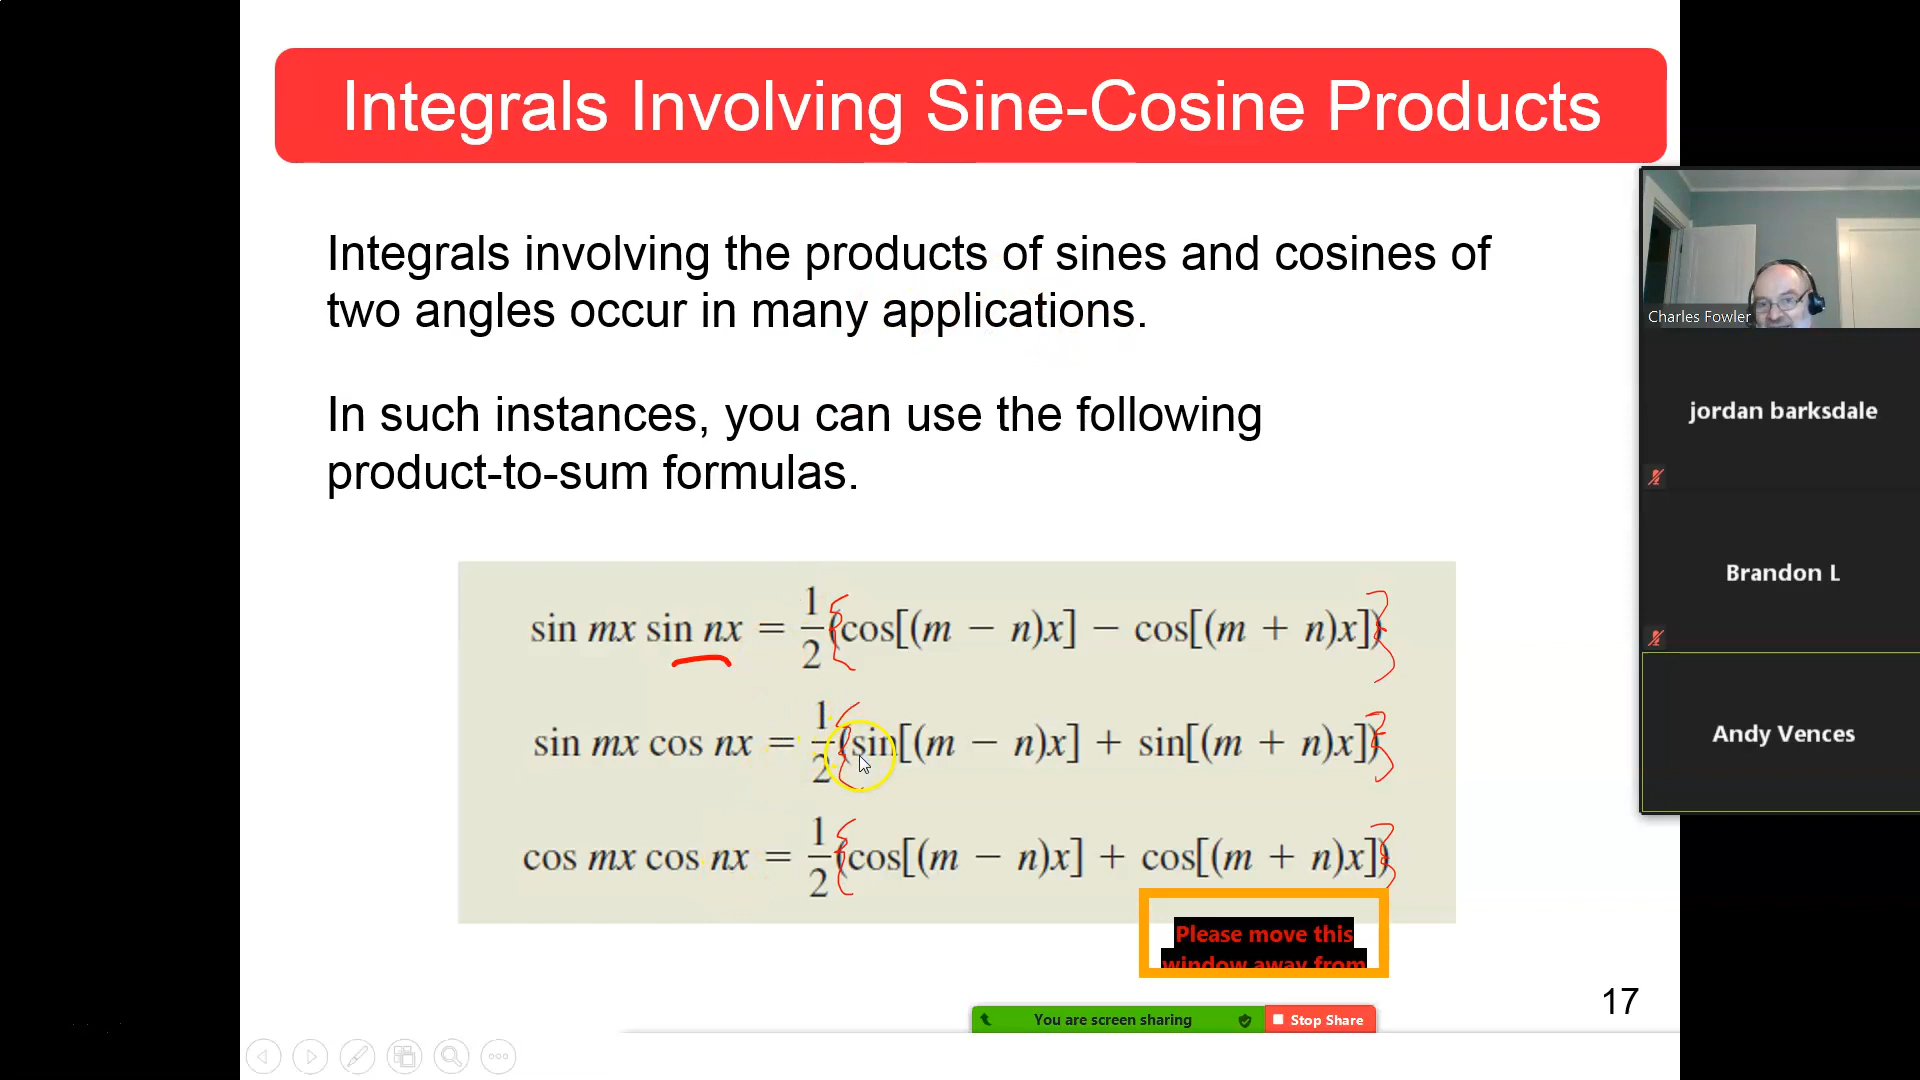 Integrals Involving Sine-Cosine Products
Integrals involving the products of sines and cosines of
two angles occur in many applications.
In such instances, you can use the following
product-to-sum formulas.
sin mx sin nx = 1/2 (cos[(m − n)x] − cos[(m + n)x])
sin mx cos nx = 1/2 (sin[(m − n)x] + sin[(m + n)x])
cos mx cos nx = 1/2 (cos[(m − n)x] + cos[(m + n)x])
Please move this
window away from
17
You are screen sharing
Stop Share
Charles Fowler
jordan barksdale
Brandon L
Andy Vences